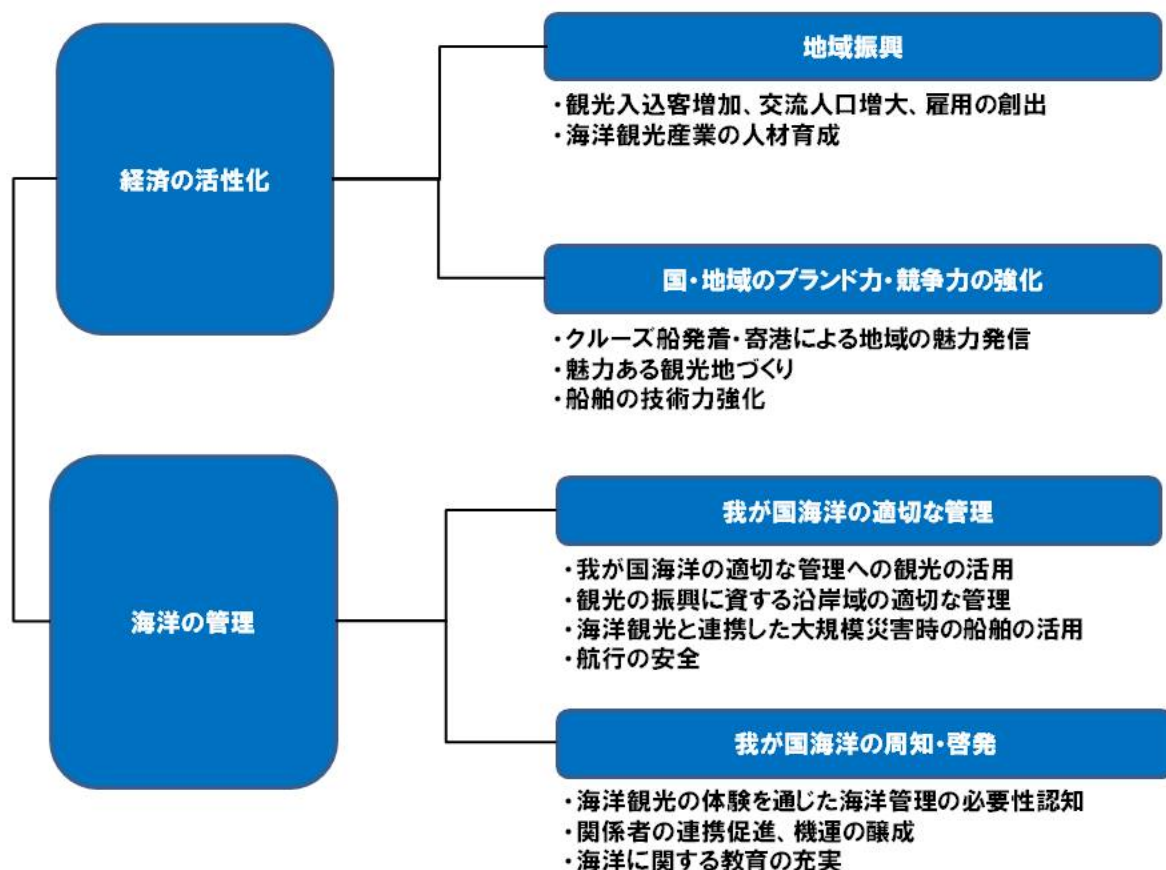 経済の活性化
地域振興
・観光入込客増加、交流人口増大、雇用の創出
・海洋観光産業の人材育成
国・地域のブランド力・競争力の強化
・クルーズ船発着・寄港による地域の魅力発信
・魅力ある観光地づくり
・船舶の技術力強化
海洋の管理
我が国海洋の適切な管理
・我が国海洋の適切な管理への観光の活用
・観光の振興に資する沿岸域の適切な管理
・海洋観光と連携した大規模災害時の船舶の活用
・航行の安全
我が国海洋の周知・啓発
・海洋観光の体験を通じた海洋管理の必要性認知
・関係者の連携促進、機運の醸成
・海洋に関する教育の充実